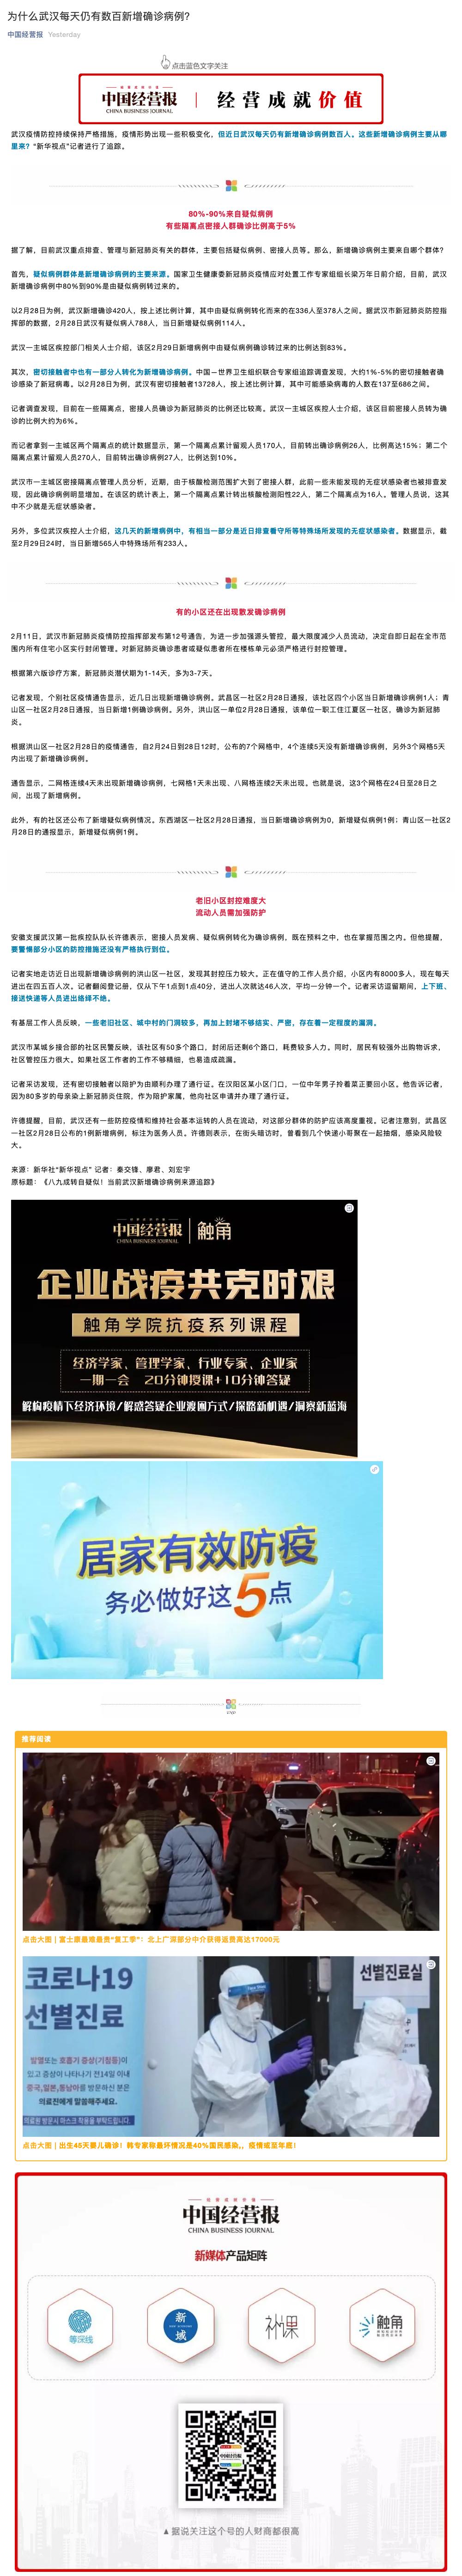 为什么武汉每天仍有数百新增确诊病例?
中国经营报 Yesterday
点击蓝色文字关注
中国经营报
CHINA BUSINESS JOURNAL
经营成就价值
武汉疫情防控持续保持严格措施，疫情形势出现一些积极变化，但近日武汉每天仍有新增确诊病例数百人。这些新增确诊病例主要从哪
里来？“新华视点”记者进行了追踪。
80%-90%来自疑似病例
有些隔离点密接人群确诊比例高于5%
据了解，目前武汉重点排查、管理与新冠肺炎有关的群体，主要包括疑似病例、密接人员等。那么，新增确诊病例主要来自哪个群体？
首先，疑似病例群体是新增确诊病例的主要来源。国家卫生健康委新冠肺炎疫情应对处置工作专家组组长梁万年日前介绍，目前，武汉
新增确诊病例中80%到90%是由疑似病例转过来的。
以2月28日为例，武汉新增确诊420人，按上述比例计算，其中由疑似病例转化而来的在336人至378人之间。据武汉市新冠肺炎防控指
挥部的数据，2月28日武汉有疑似病人788人，当日新增疑似病例114人。
武汉一主城区疾控部门相关人士介绍，该区2月29日新增病例中由疑似病例确诊转过来的比例达到83%。
其次，密切接触者中也有一部分人转化为新增确诊病例。中国－世界卫生组织联合专家组追踪调查发现，大约1%-5%的密切接触者确
诊感染了新冠病毒。以2月28日为例，武汉有密切接触者13728人，按上述比例计算，其中可能感染病毒的人数在137至686之间。
记者调查发现，目前在一些隔离点，密接人员确诊为新冠肺炎的比例还比较高。武汉一主城区疾控人士介绍，该区目前密接人员转为确
诊的比例大约为6%。
而记者拿到一主城区两个隔离点的统计数据显示，第一个隔离点累计留观人员170人，目前转出确诊病例26人，比例高达15%；第二个
隔离点累计留观人员270人，目前转出确诊病例27人，比例达到10%。
武汉市一主城区密接隔离点管理人员分析，近期，由于核酸检测范围扩大到了密接人群，此前一些未能发现的无症状感染者也被排查发
现，因此确诊病例明显增加。在该区的统计表上，第一个隔离点累计转出核酸检测阳性22人，第二个隔离点为16人。管理人员说，这其
中不少就是无症状感染者。
另外，多位武汉疾控人士介绍，这几天的新增病例中，有相当一部分是近日排查看守所等特殊场所发现的无症状感染者。数据显示，截
至2月29日24时，当日新增565人中特殊场所有233人。
有的小区还在出现散发确诊病例
2月11日，武汉市新冠肺炎疫情防控指挥部发布第12号通告，为进一步加强源头管控，最大限度减少人员流动，决定自即日起在全市范
围内所有住宅小区实行封闭管理。对新冠肺炎确诊患者或疑似患者所在楼栋单元必须严格进行封控管理。
根据第六版诊疗方案，新冠肺炎潜伏期为1-14天，多为3-7天。
记者发现，个别社区疫情通告显示，近几日出现新增确诊病例。武昌区一社区2月28日通报，该社区四个小区当日新增确诊病例1人；青
山区一社区2月28日通报，当日新增1例确诊病例。另外，洪山区一单位2月28日通报，该单位一职工住江夏区一社区，确诊为新冠肺
炎。
根据洪山区一社区2月28日的疫情通告，自2月24日到28日12时，公布的7个网格中，4个连续5天没有新增确诊病例，另外3个网格5天
内出现了新增确诊病例。
通告显示，二网格连续4天未出现新增确诊病例，七网格1天未出现、八网格连续2天未出现。也就是说，这3个网格在24日至28日之
间，出现了新增病例。
此外，有的社区还公布了新增疑似病例情况。东西湖区一社区2月28日通报，当日新增确诊病例为0，新增疑似病例1例；青山区一社区2
月28日的通报显示，新增疑似病例1例。
老旧小区封控难度大
流动人员需加强防护
安徽支援武汉第一批疾控队队长许德表示，密接人员发病、疑似病例转化为确诊病例，既在预料之中，也在掌握范围之内。但他提醒，
要警惕部分小区的防控措施还没有严格执行到位。
记者实地走访近日出现新增确诊病例的洪山区一社区，发现其封控压力较大。正在值守的工作人员介绍，小区内有8000多人，现在每天
进出在四五百人次。记者翻阅登记册，仅从下午1点到1点40分，进出人次就达46人次，平均一分钟一个。记者采访逗留期间，上下班、
接送快递等人员进出络绎不绝。
有基层工作人员反映，一些老旧社区、城中村的门洞较多，再加上封堵不够结实、严密，存在着一定程度的漏洞。
武汉市某城乡接合部的社区民警反映，该社区有50多个路口，封闭后还剩6个路口，耗费较多人力。同时，居民有较强外出购物诉求，
社区管控压力很大。如果社区工作者的工作不够精细，也易造成疏漏。
记者采访发现，还有密切接触者以陪护为由顺利办理了通行证。在汉阳区某小区门口，一位中年男子拎着菜正要回小区。他告诉记者，
因为80多岁的母亲染上新冠肺炎住院，作为陪护家属，他向社区申请并办理了通行证。
许德提醒，目前，武汉还有一些防控疫情和维持社会基本运转的人员在流动，对这部分群体的防护应该高度重视。记者注意到，武昌区
一社区2月28日公布的1例新增病例，标注为医务人员。许德则表示，在街头暗访时，曾看到几个快递小哥聚在一起抽烟，感染风险较
大。
来源：新华社“新华视点” 记者：秦交锋、廖君、刘宏宇
原标题：《八九成转自疑似！当前武汉新增确诊病例来源追踪》
中国经营报 触角
CHINA BUSINESS JOURNAL
企业战疫共克时艰
触角学院抗疫系列课程
经济学家、管理学家、行业专家、企业家
一期一会 20分钟授课+10分钟答疑
解构疫情下经济环境/解惑答疑企业渡困方式/探路新机遇/洞察新蓝海
居家有效防疫
务必做好这5点
END
推荐阅读
点击大图 | 富士康最难最贵“复工季”：北上广深部分中介获得返费高达17000元
코로나19
선별진료
선별진료실
발열또는 호흡기 증상(기침등)이
있고 증상이 나타나기 전14일 이내
중국,일본,동남아를 방문하신 분은
의료진에게 말씀해주세요.
의료원 방문시 마스크 착용을 부탁드립니다
点击大图 | 出生45天婴儿确诊！韩专家称最坏情况是40%国民感染,，疫情或至年底！
经营成就价值
中国经营报
CHINA BUSINESS JOURNAL
新媒体产品矩阵
等深线
新域
补课
触角
中国经营报
▲据说关注这个号的人财商都很高